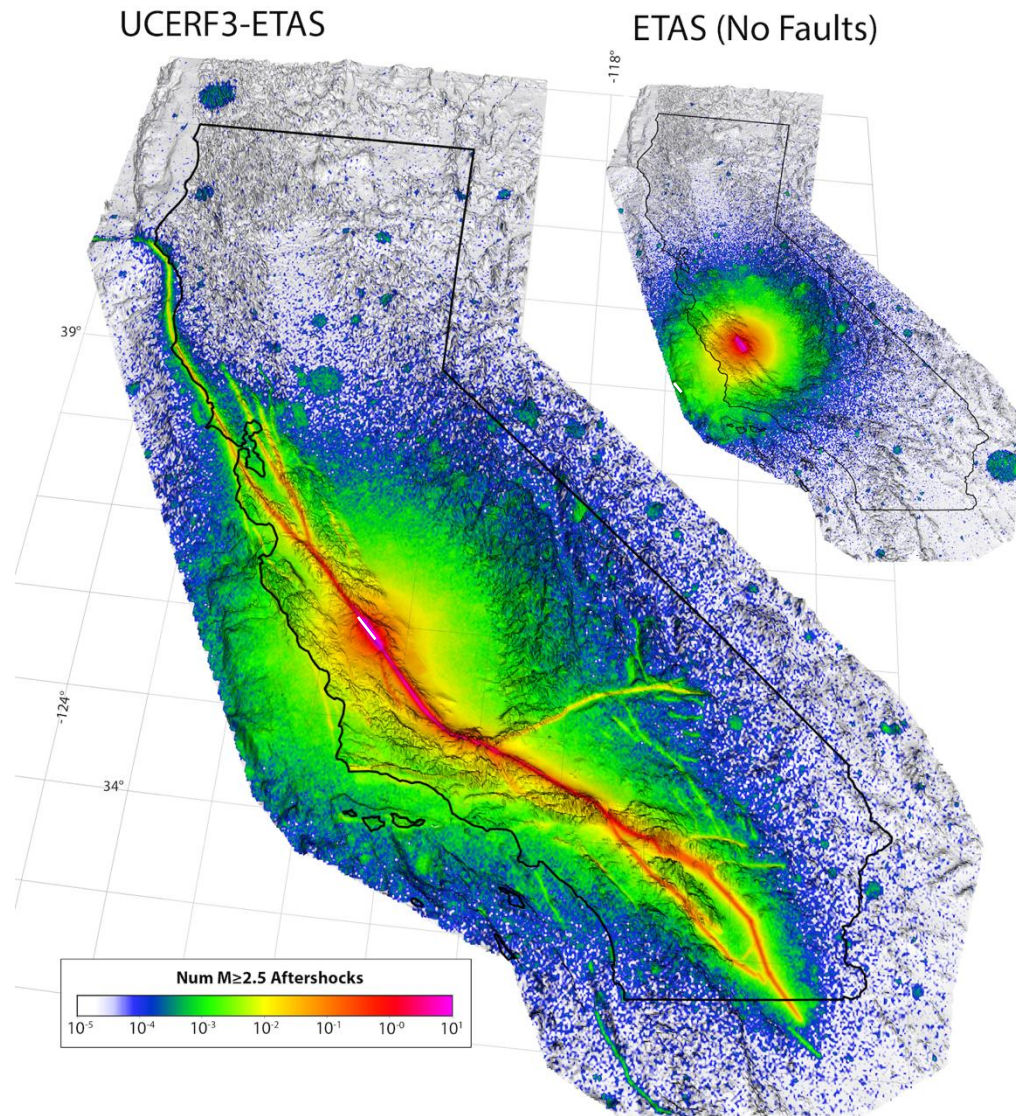 UCERF3-ETAS
ETAS (No Faults)
-118°
39°
-124°
34°
Num M≥2.5 Aftershocks
10⁻⁵ 10⁻⁴ 10⁻³ 10⁻² 10⁻¹ 10⁻⁰ 10¹